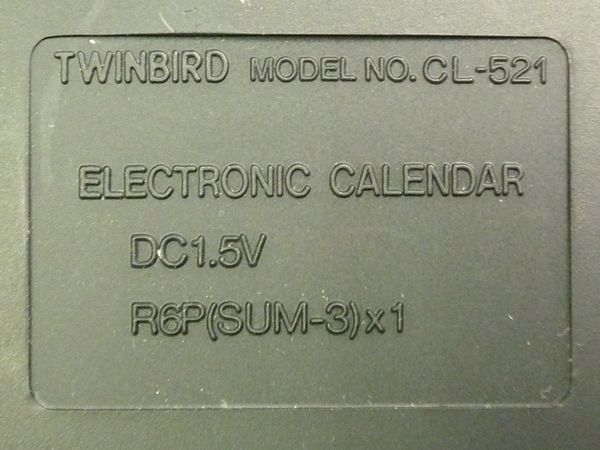 TWINBIRD MODEL NO. CL-521
ELECTRONIC CALENDAR
DC1.5V
R6P(SUM-3)x1